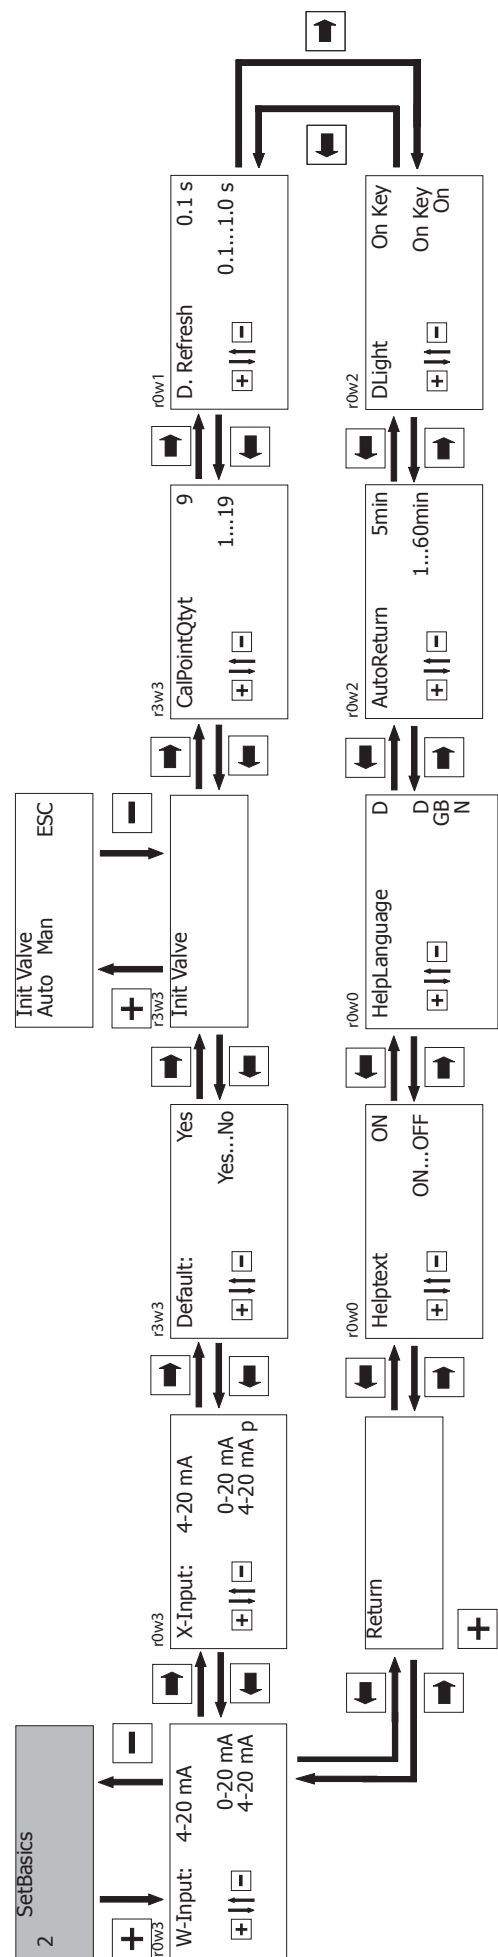 2 SetBasics
+
−
r0w3
W-Input: 4-20 mA
0-20 mA
4-20 mA
+ −
r0w3
X-Input: 4-20 mA
0-20 mA
4-20 mA p
+ −
r3w3
Default: Yes
Yes...No
+ −
Init Valve
Auto Man ESC
+
−
r3w3
Init Valve
r3w3
CalPointQtyt 9
1...19
+ −
r0w1
D. Refresh 0.1 s
0.1...1.0 s
+ −
Return
+
r0w0
Helptext ON
ON...OFF
+ −
r0w0
HelpLanguage D
D
GB
N
+ −
r0w2
AutoReturn 5min
1...60min
+ −
r0w2
DLight On Key
On Key
On
+ −